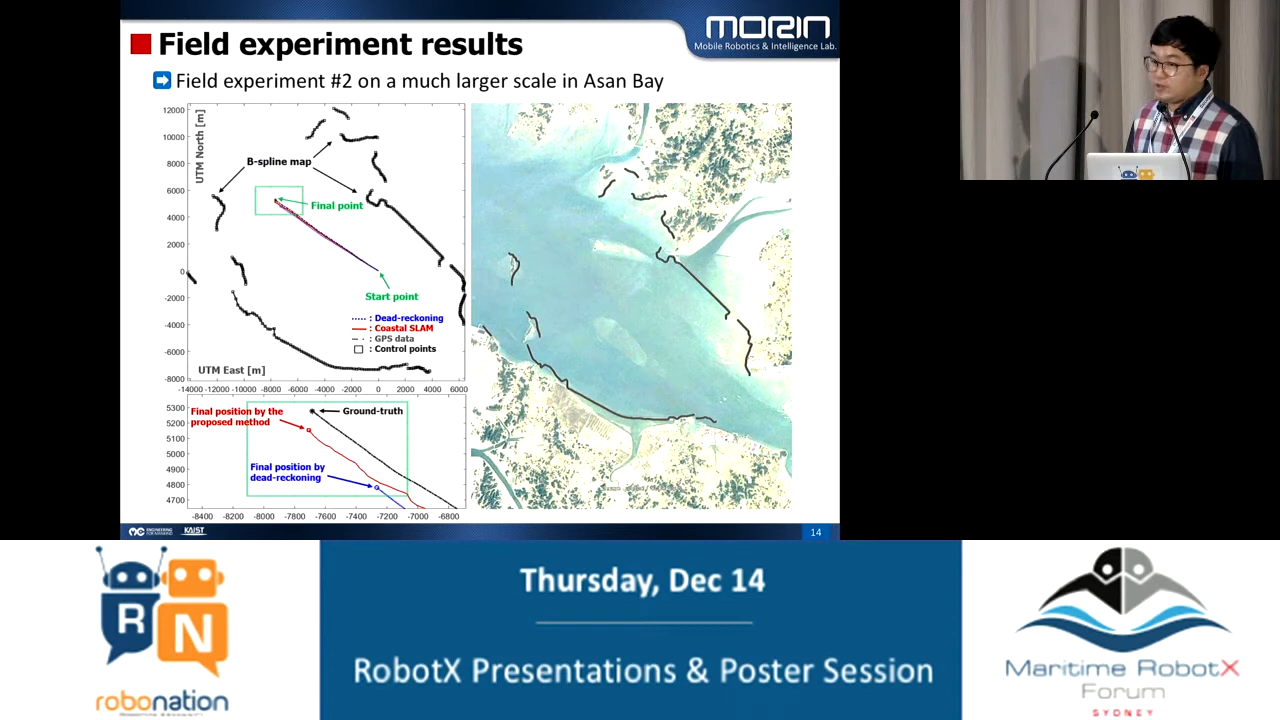 Field experiment results
MORIN
Mobile Robotics & Intelligence Lab.
Field experiment #2 on a much larger scale in Asan Bay
UTM North [m]
12000
10000
8000
6000
4000
2000
0
-2000
-4000
-6000
-8000
B-spline map
Final point
Start point
: Dead-reckoning
: Coastal SLAM
: GPS data
: Control points
UTM East [m]
-14000 -12000 -10000 -8000 -6000 -4000 -2000 0 2000 4000 6000
5300
5200
5100
5000
4900
4800
4700
Final position by the
proposed method
Ground-truth
Final position by
dead-reckoning
-8400 -8200 -8000 -7800 -7600 -7400 -7200 -7000 -6800
KAIST
14
RN
robonation
Thursday, Dec 14
RobotX Presentations & Poster Session
Maritime RobotX
Forum
SYDNEY